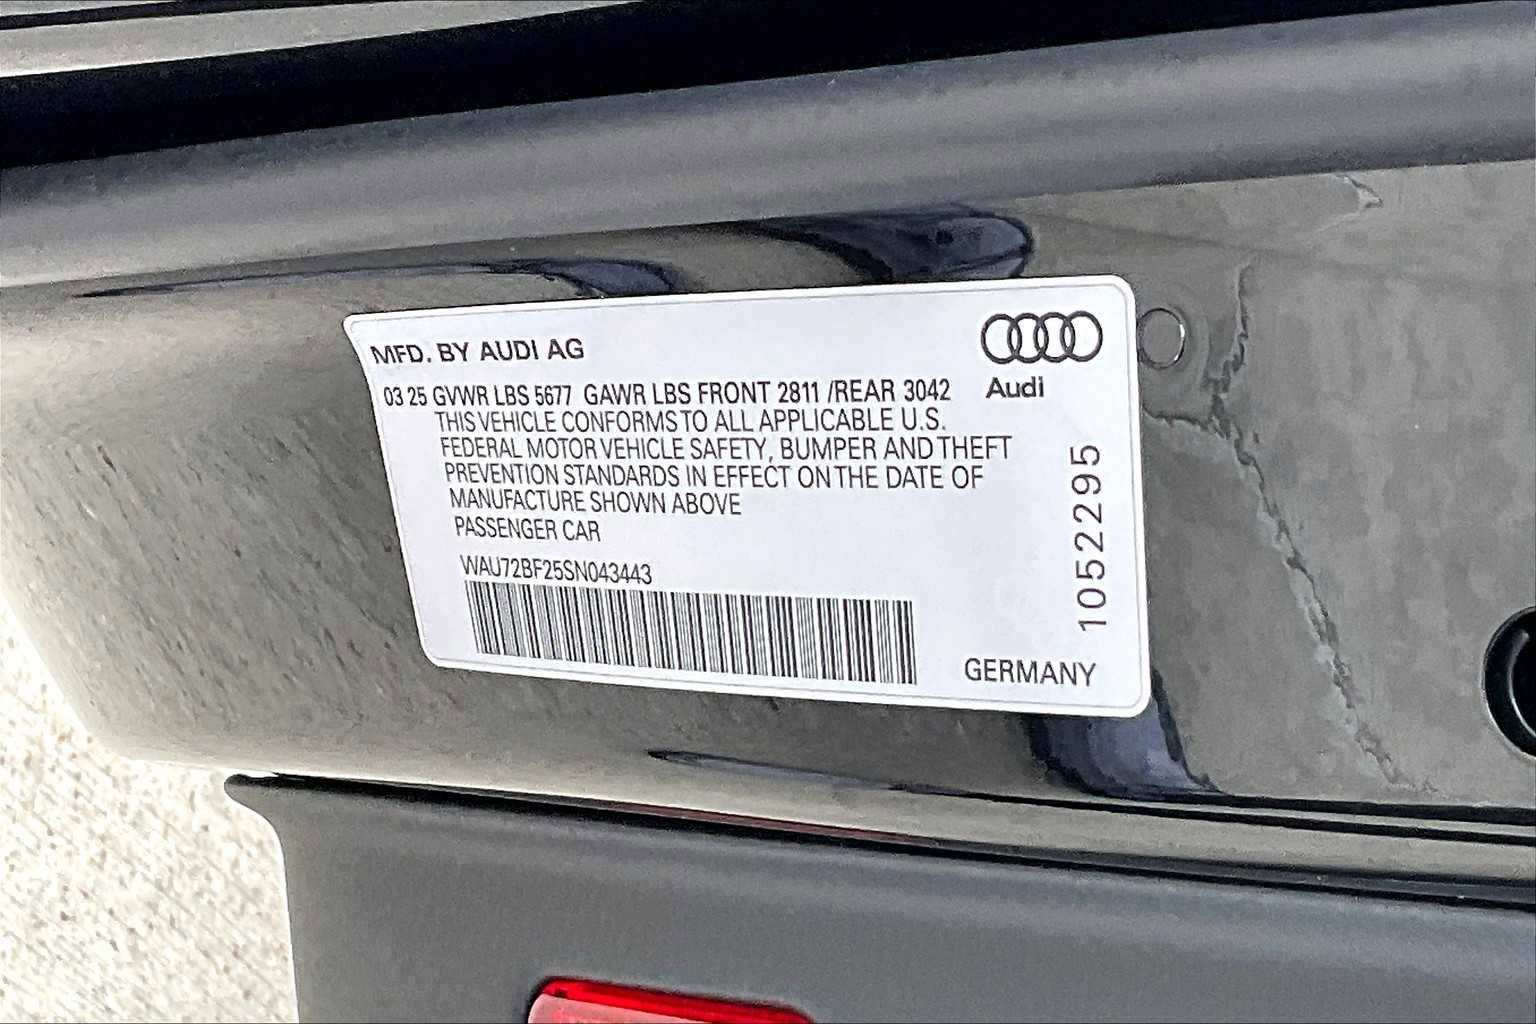 MFD. BY AUDI AG
Audi
03 25 GVWR LBS 5677 GAWR LBS FRONT 2811 /REAR 3042
THIS VEHICLE CONFORMS TO ALL APPLICABLE U.S.
FEDERAL MOTOR VEHICLE SAFETY, BUMPER AND THEFT
PREVENTION STANDARDS IN EFFECT ON THE DATE OF
MANUFACTURE SHOWN ABOVE
PASSENGER CAR
WAU72BF25SN043443
1052295
GERMANY